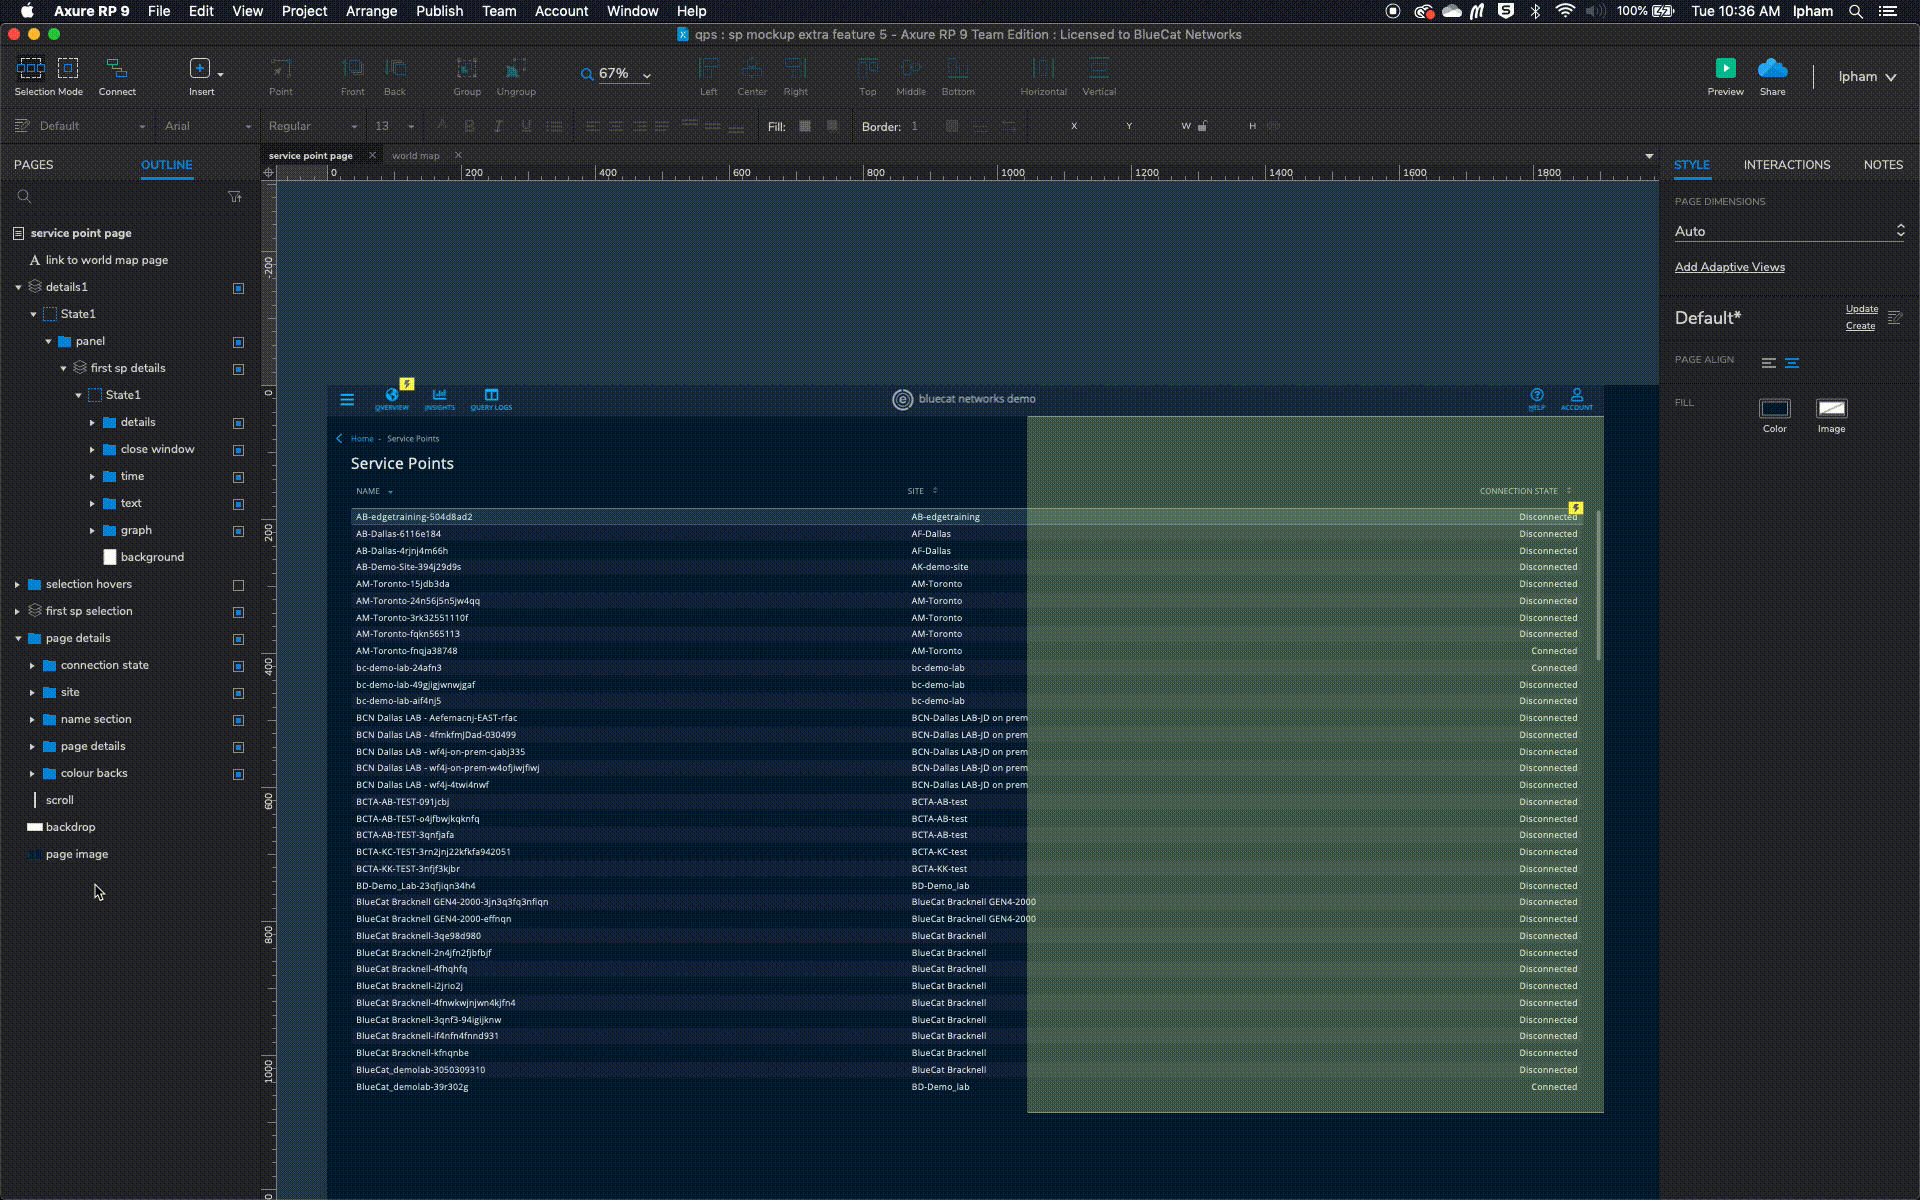 Axure RP 9 File Edit View Project Arrange Publish Team Account Window Help 100% Tue 10:36 AM lpham
qps : sp mockup extra feature 5 - Axure RP 9 Team Edition : Licensed to BlueCat Networks
67%
Selection Mode Connect Insert Point Front Back Group Ungroup Left Center Right Top Middle Bottom Horizontal Vertical Preview Share lpham
Default Arial Regular 13 Fill: Border: 1 X Y W H
PAGES OUTLINE
service point page
link to world map page
details1
State1
panel
first sp details
State1
details
close window
time
text
graph
background
selection hovers
first sp selection
page details
connection state
site
name section
page details
colour backs
scroll
backdrop
page image
service point page world map
0 200 400 600 800 1000 1200 1400 1600 1800
-200
0
200
400
600
800
1000
OVERVIEW INSIGHTS QUERY LOGS bluecat networks demo HELP ACCOUNT
Home - Service Points
Service Points
NAME SITE CONNECTION STATE
AB-edgetraining-504d8ad2 AB-edgetraining Disconnected
AB-Dallas-6116e184 AF-Dallas Disconnected
AB-Dallas-4rjnj4m66h AF-Dallas Disconnected
AB-Demo-Site-394j29d9s AK-demo-site Disconnected
AM-Toronto-15jdb3da AM-Toronto Disconnected
AM-Toronto-24n56j5n5jw4qq AM-Toronto Disconnected
AM-Toronto-3rk32551110f AM-Toronto Disconnected
AM-Toronto-fqkn565113 AM-Toronto Disconnected
AM-Toronto-fnqja38748 AM-Toronto Connected
bc-demo-lab-24afn3 bc-demo-lab Connected
bc-demo-lab-49gjigjwnwjgaf bc-demo-lab Disconnected
bc-demo-lab-aif4nj5 bc-demo-lab Disconnected
BCN Dallas LAB - Aefemacnj-EAST-rfac BCN-Dallas LAB-JD on prem Disconnected
BCN Dallas LAB - 4fmkfmJDad-030499 BCN-Dallas LAB-JD on prem Disconnected
BCN Dallas LAB - wf4j-on-prem-cjabj335 BCN-Dallas LAB-JD on prem Disconnected
BCN Dallas LAB - wf4j-on-prem-w4ofjiwjfiwj BCN-Dallas LAB-JD on prem Disconnected
BCN Dallas LAB - wf4j-4twi4nwf BCN-Dallas LAB-JD on prem Disconnected
BCTA-AB-TEST-091jcbj BCTA-AB-test Disconnected
BCTA-AB-TEST-o4jfbwjkqknfq BCTA-AB-test Disconnected
BCTA-AB-TEST-3qnfjafa BCTA-AB-test Disconnected
BCTA-KC-TEST-3rn2jnj22kfkfa942051 BCTA-KC-test Disconnected
BCTA-KK-TEST-3nfjf3kjbr BCTA-KK-test Disconnected
BD-Demo_Lab-23qfjiqn34h4 BD-Demo_lab Disconnected
BlueCat Bracknell GEN4-2000-3jn3q3fq3nfiqn BlueCat Bracknell GEN4-2000 Disconnected
BlueCat Bracknell GEN4-2000-effnqn BlueCat Bracknell GEN4-2000 Disconnected
BlueCat Bracknell-3qe98d980 BlueCat Bracknell Disconnected
BlueCat Bracknell-2n4jfn2fjbfbjf BlueCat Bracknell Disconnected
BlueCat Bracknell-4fhqhfq BlueCat Bracknell Disconnected
BlueCat Bracknell-i2jrio2j BlueCat Bracknell Disconnected
BlueCat Bracknell-4fnwkwjnjwn4kjfn4 BlueCat Bracknell Disconnected
BlueCat Bracknell-3qnf3-94igijknw BlueCat Bracknell Disconnected
BlueCat Bracknell-if4nfn4fnnd931 BlueCat Bracknell Disconnected
BlueCat Bracknell-kfnqnbe BlueCat Bracknell Disconnected
BlueCat_demolab-3050309310 BlueCat Bracknell Disconnected
BlueCat_demolab-39r302g BD-Demo_lab Connected
STYLE INTERACTIONS NOTES
PAGE DIMENSIONS
Auto
Add Adaptive Views
Default* Update
Create
PAGE ALIGN
FILL
Color Image